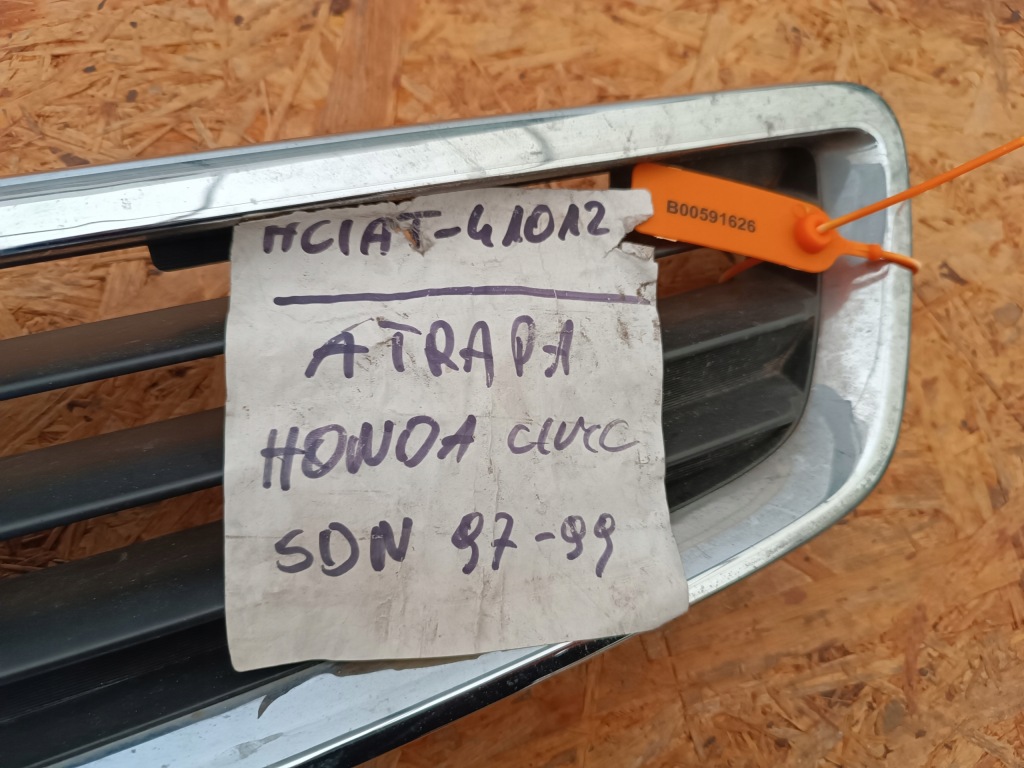 HCIAT-41012
B00591626
ATRAPA
HONDA CIVIC
SDN 97-99